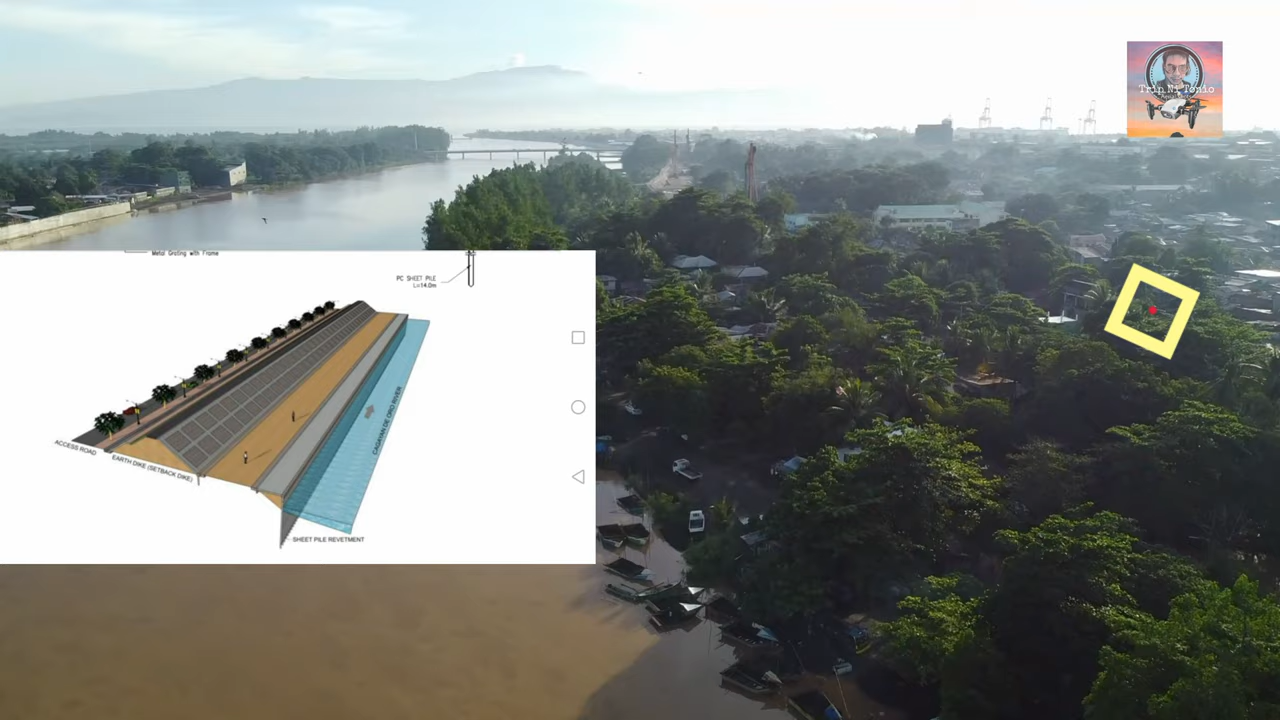 Trip Ni Tonio
Metal Grating with Frame
PC SHEET PILE
L=14.0m
CAGAYAN DE ORO RIVER
ACCESS ROAD
EARTH DIKE (SETBACK DIKE)
SHEET PILE REVETMENT